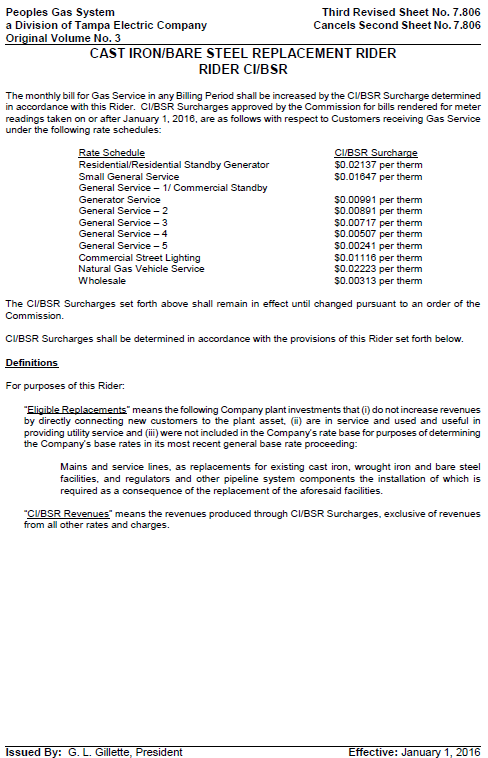 Peoples Gas System
a Division of Tampa Electric Company
Original Volume No. 3
Third Revised Sheet No. 7.806
Cancels Second Sheet No. 7.806
CAST IRON/BARE STEEL REPLACEMENT RIDER
RIDER CI/BSR
The monthly bill for Gas Service in any Billing Period shall be increased by the CI/BSR Surcharge determined
in accordance with this Rider. CI/BSR Surcharges approved by the Commission for bills rendered for meter
readings taken on or after January 1, 2016, are as follows with respect to Customers receiving Gas Service
under the following rate schedules:
Rate Schedule CI/BSR Surcharge
Residential/Residential Standby Generator $0.02137 per therm
Small General Service $0.01647 per therm
General Service – 1/ Commercial Standby
Generator Service $0.00991 per therm
General Service – 2 $0.00891 per therm
General Service – 3 $0.00717 per therm
General Service – 4 $0.00507 per therm
General Service – 5 $0.00241 per therm
Commercial Street Lighting $0.01116 per therm
Natural Gas Vehicle Service $0.02223 per therm
Wholesale $0.00313 per therm
The CI/BSR Surcharges set forth above shall remain in effect until changed pursuant to an order of the
Commission.
CI/BSR Surcharges shall be determined in accordance with the provisions of this Rider set forth below.
Definitions
For purposes of this Rider:
"Eligible Replacements" means the following Company plant investments that (i) do not increase revenues
by directly connecting new customers to the plant asset, (ii) are in service and used and useful in
providing utility service and (iii) were not included in the Company's rate base for purposes of determining
the Company's base rates in its most recent general base rate proceeding:
Mains and service lines, as replacements for existing cast iron, wrought iron and bare steel
facilities, and regulators and other pipeline system components the installation of which is
required as a consequence of the replacement of the aforesaid facilities.
"CI/BSR Revenues" means the revenues produced through CI/BSR Surcharges, exclusive of revenues
from all other rates and charges.
Issued By: G. L. Gillette, President
Effective: January 1, 2016